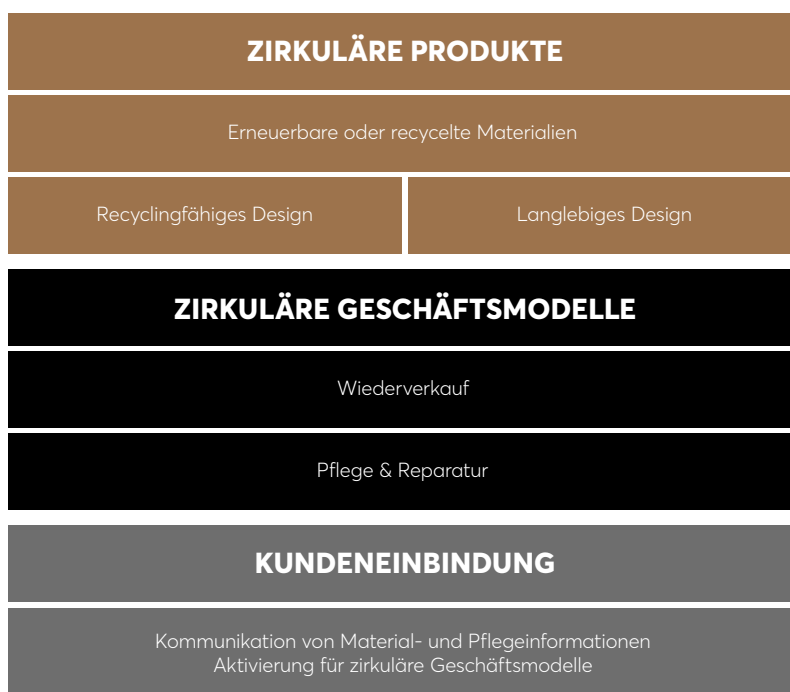 ZIRKULÄRE PRODUKTE
Erneuerbare oder recycelte Materialien
Recyclingfähiges Design
Langlebiges Design
ZIRKULÄRE GESCHÄFTSMODELLE
Wiederverkauf
Pflege & Reparatur
KUNDENEINBINDUNG
Kommunikation von Material- und Pflegeinformationen
Aktivierung für zirkuläre Geschäftsmodelle